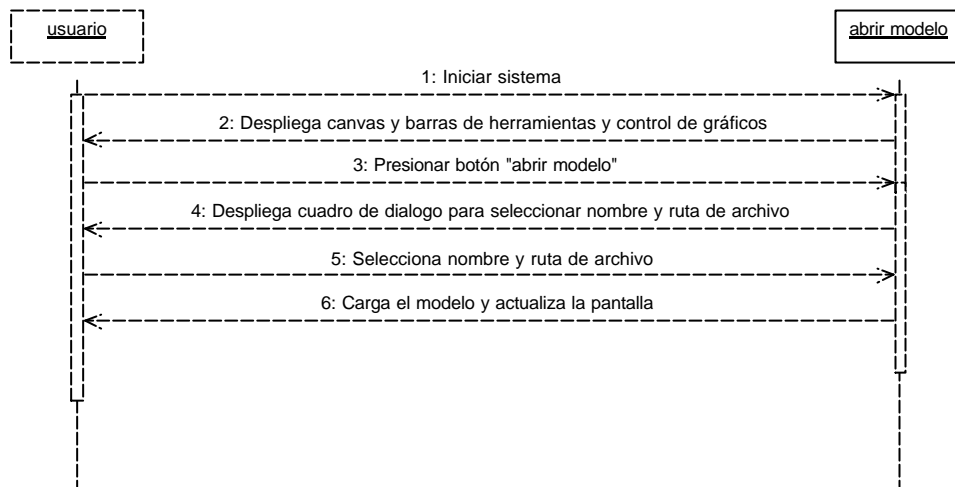 usuario
abrir modelo
1: Iniciar sistema
2: Despliega canvas y barras de herramientas y control de gráficos
3: Presionar botón "abrir modelo"
4: Despliega cuadro de dialogo para seleccionar nombre y ruta de archivo
5: Selecciona nombre y ruta de archivo
6: Carga el modelo y actualiza la pantalla